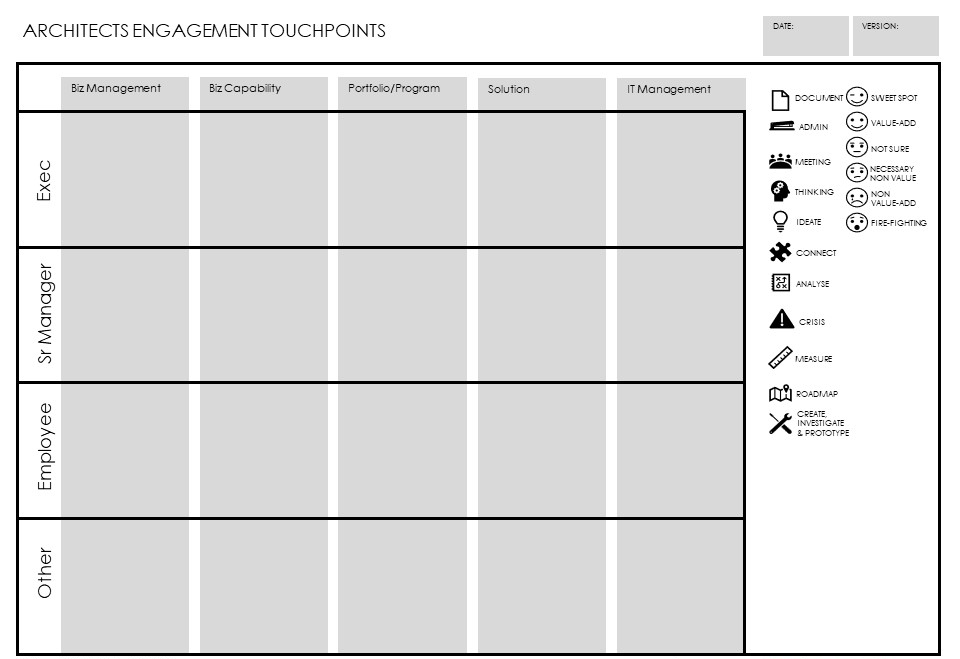 ARCHITECTS ENGAGEMENT TOUCHPOINTS
DATE:
VERSION:
Biz Management
Biz Capability
Portfolio/Program
Solution
IT Management
Exec
Sr Manager
Employee
Other
DOCUMENT
ADMIN
MEETING
THINKING
IDEATE
CONNECT
ANALYSE
CRISIS
MEASURE
ROADMAP
CREATE,
INVESTIGATE
& PROTOTYPE
SWEET SPOT
VALUE-ADD
NOT SURE
NECESSARY
NON VALUE
NON
VALUE-ADD
FIRE-FIGHTING